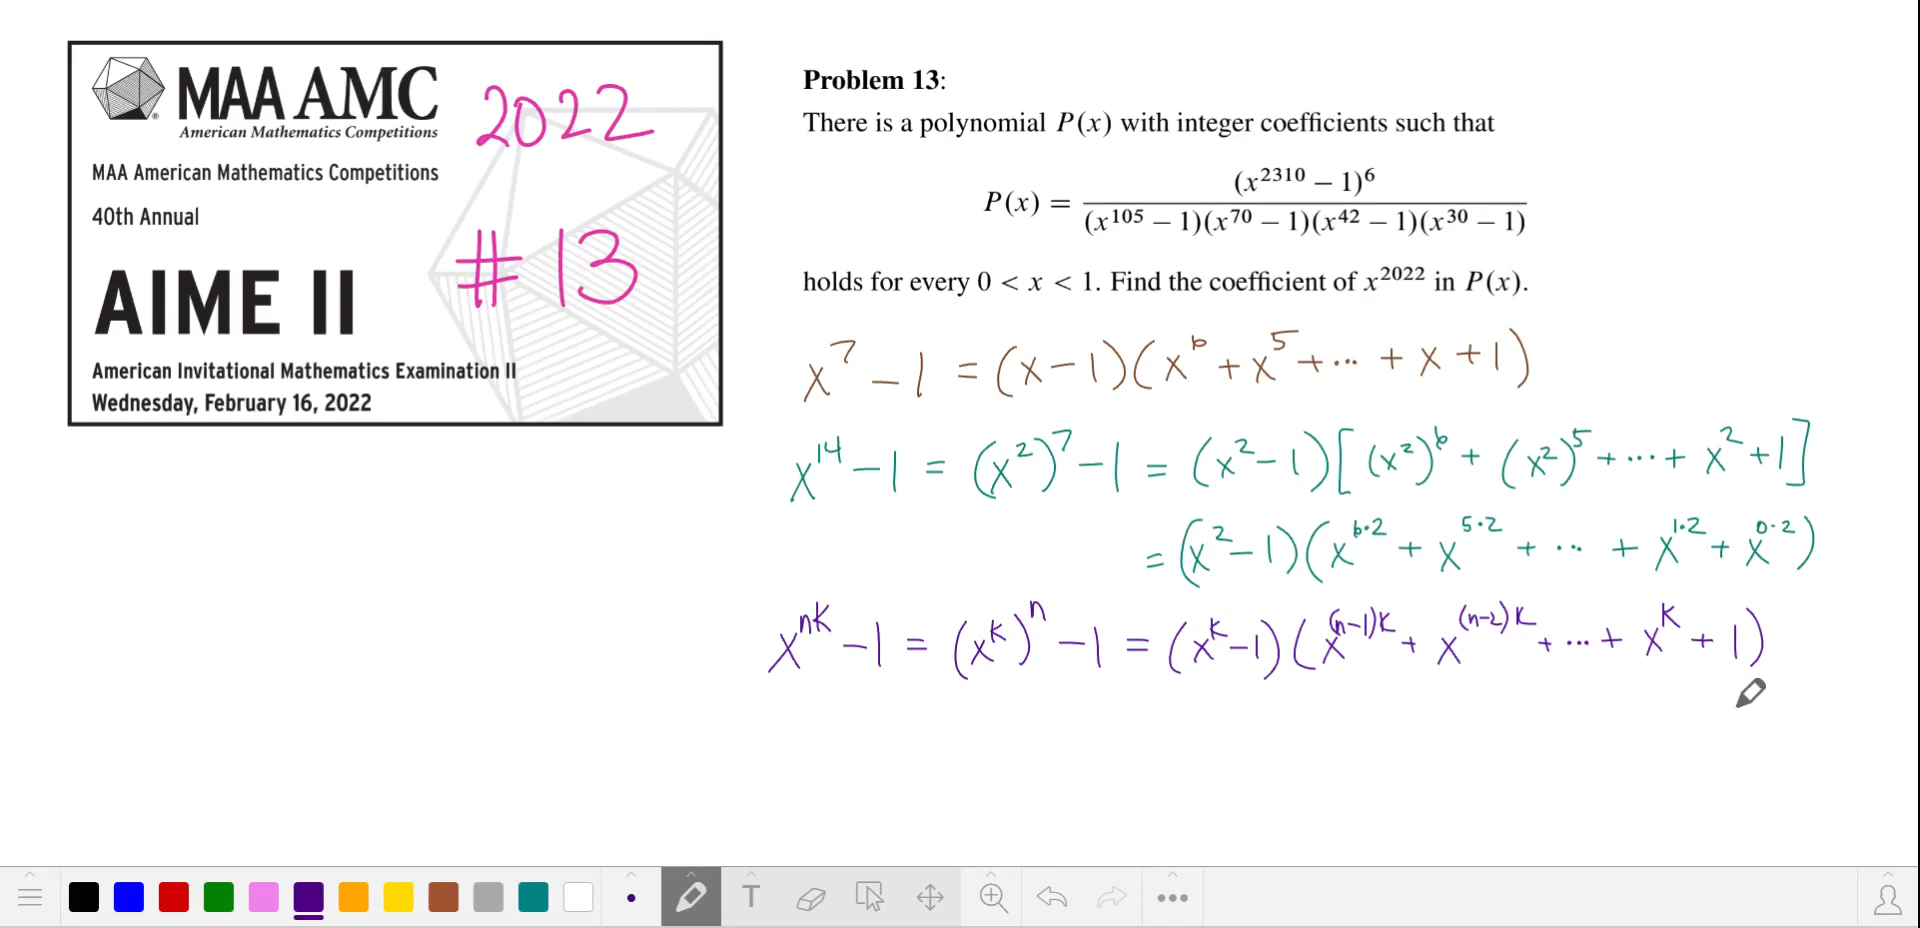 MAA AMC
American Mathematics Competitions
MAA American Mathematics Competitions
40th Annual
AIME II
American Invitational Mathematics Examination II
Wednesday, February 16, 2022
2022
# 13
Problem 13:
There is a polynomial P(x) with integer coefficients such that
P(x) = (x^2310 − 1)^6 / (x^105 − 1)(x^70 − 1)(x^42 − 1)(x^30 − 1)
holds for every 0 < x < 1. Find the coefficient of x^2022 in P(x).
x^7 − 1 = (x − 1)(x^6 + x^5 + ... + x + 1)
x^14 − 1 = (x^2)^7 − 1 = (x^2 − 1)[(x^2)^6 + (x^2)^5 + ... + x^2 + 1]
= (x^2 − 1)(x^6·2 + x^5·2 + ... + x^1·2 + x^0·2)
x^nk − 1 = (x^k)^n − 1 = (x^k − 1)(x^(n−1)k + x^(n−2)k + ... + x^k + 1)
T